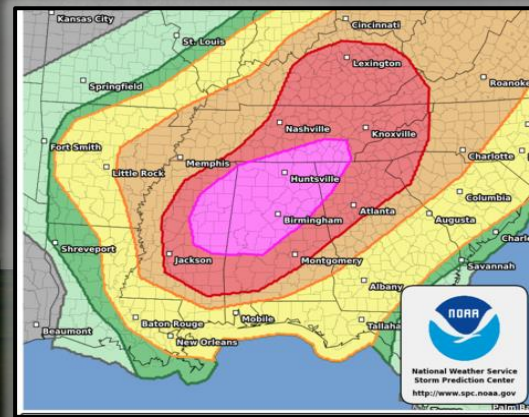 Kansas City
St. Louis
Cincinnati
Lexington
Springfield
Roanoke
Nashville
Knoxville
Fort Smith
Memphis
Charlotte
Little Rock
Huntsville
Columbia
Birmingham
Atlanta
Augusta
Shreveport
Jackson
Montgomery
Savannah
Albany
Beaumont
Baton Rouge
Mobile
New Orleans
NOAA
National Weather Service
Storm Prediction Center
http://www.spc.noaa.gov